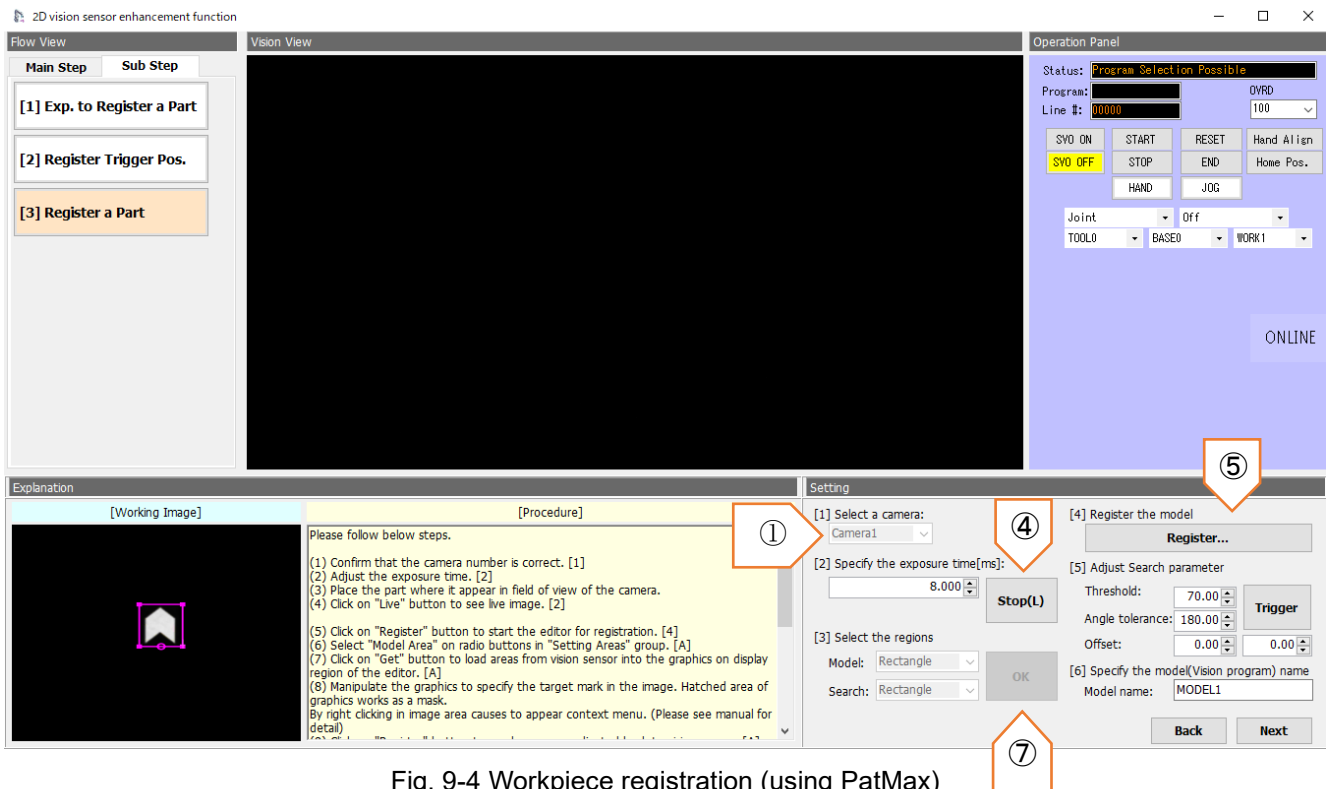 2D vision sensor enhancement function
Flow View
Main Step Sub Step
[1] Exp. to Register a Part
[2] Register Trigger Pos.
[3] Register a Part
Vision View
Operation Panel
Status: Program Selection Possible
Program: OVRD
Line #: 00000 100
SVO ON START RESET Hand Align
SVO OFF STOP END Home Pos.
HAND JOG
Joint Off
TOOL0 BASE0 WORK1
ONLINE
Explanation
[Working Image]
[Procedure]
Please follow below steps.
(1) Confirm that the camera number is correct. [1]
(2) Adjust the exposure time. [2]
(3) Place the part where it appear in field of view of the camera.
(4) Click on "Live" button to see live image. [2]
(5) Click on "Register" button to start the editor for registration. [4]
(6) Select "Model Area" on radio buttons in "Setting Areas" group. [A]
(7) Click on "Get" button to load areas from vision sensor into the graphics on display
region of the editor. [A]
(8) Manipulate the graphics to specify the target mark in the image. Hatched area of
graphics works as a mask.
By right clicking in image area causes to appear context menu. (Please see manual for
detail)
Setting
①
[1] Select a camera:
Camera1
[2] Specify the exposure time[ms]:
8.000
④
Stop(L)
[3] Select the regions
Model: Rectangle
Search: Rectangle
OK
⑦
⑤
[4] Register the model
Register...
[5] Adjust Search parameter
Threshold: 70.00
Angle tolerance: 180.00
Trigger
Offset: 0.00 0.00
[6] Specify the model(Vision program) name
Model name: MODEL1
Back Next
Fig. 9-4 Workpiece registration (using PatMax)